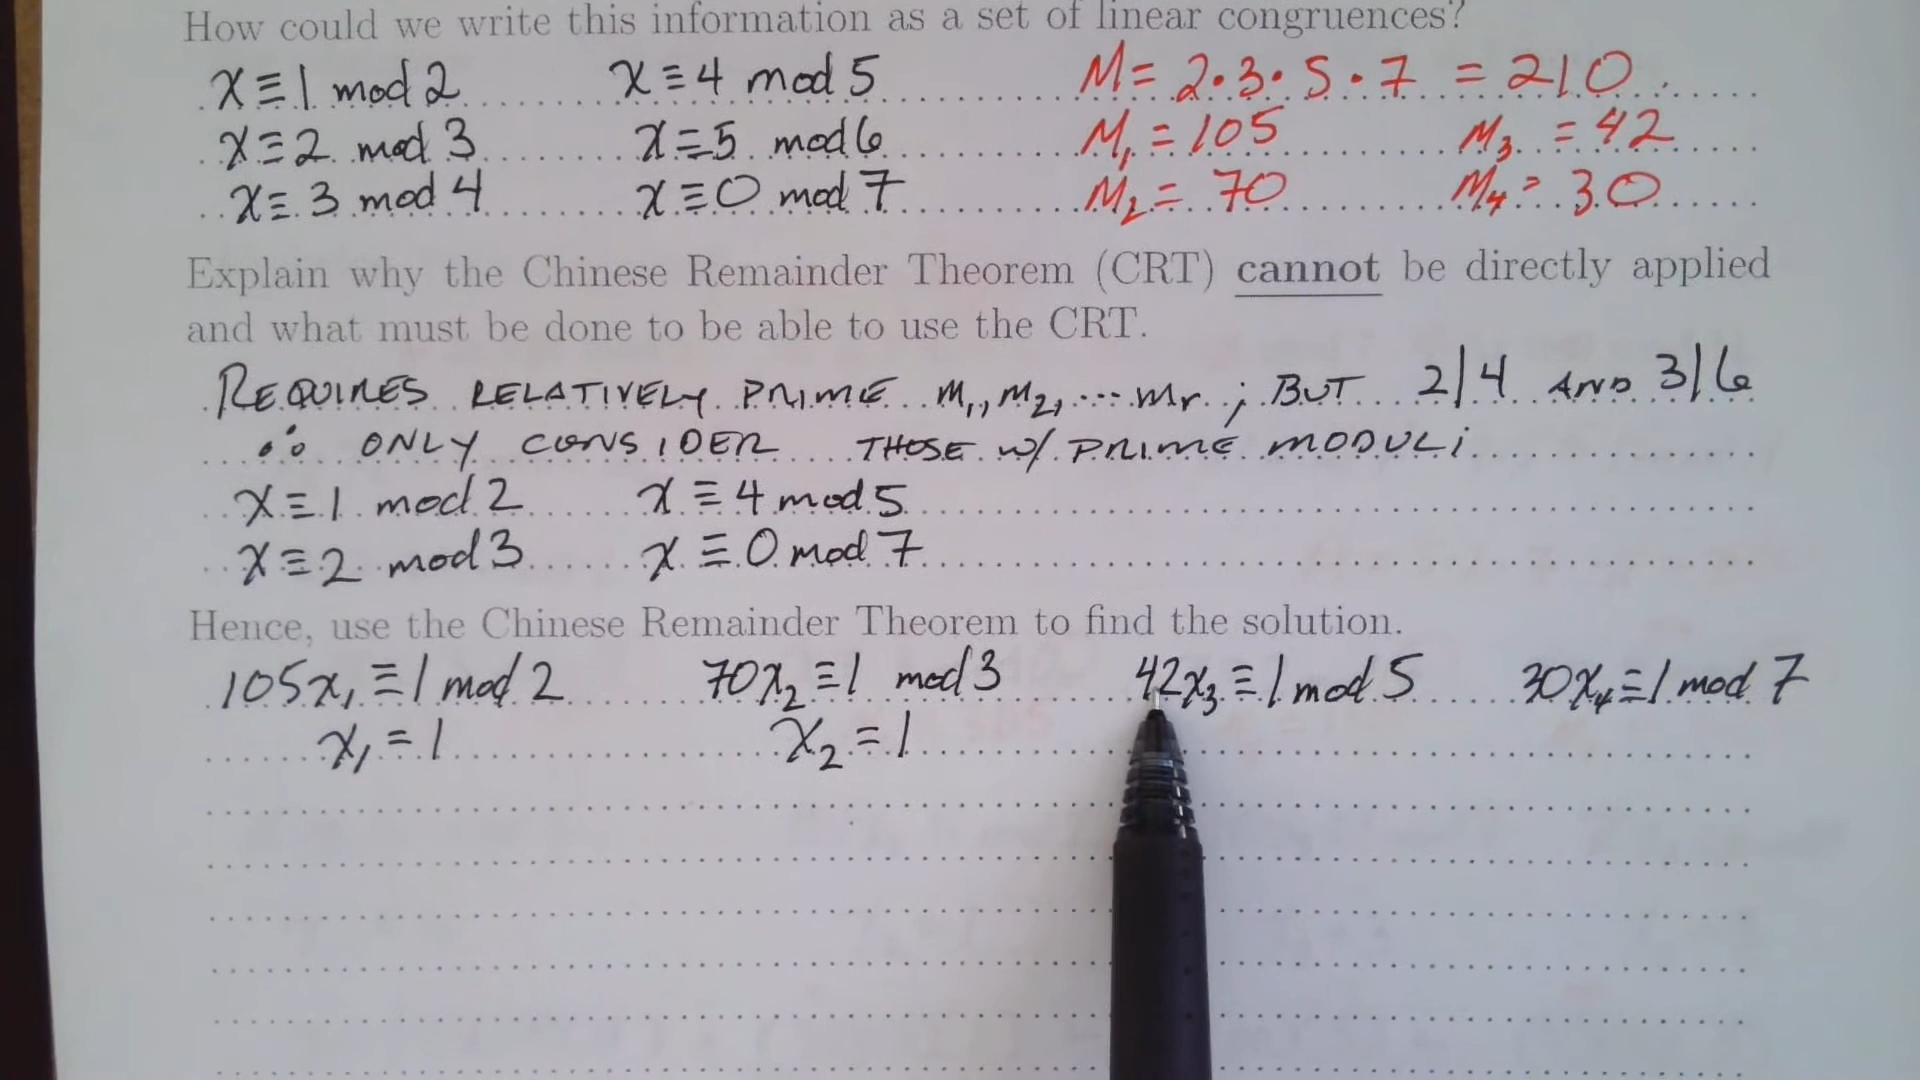 How could we write this information as a set of linear congruences?
x ≡ 1 mod 2 x ≡ 4 mod 5 M = 2·3·5·7 = 210
x ≡ 2 mod 3 x ≡ 5 mod 6 M₁ = 105 M₃ = 42
x ≡ 3 mod 4 x ≡ 0 mod 7 M₂ = 70 M₄ = 30
Explain why the Chinese Remainder Theorem (CRT) cannot be directly applied
and what must be done to be able to use the CRT.
REQUIRES RELATIVELY PRIME m₁, m₂, ... mr ; BUT 2|4 AND 3|6
∴ ONLY CONSIDER THOSE W/ PRIME MODULi
x ≡ 1 mod 2 x ≡ 4 mod 5
x ≡ 2 mod 3 x ≡ 0 mod 7
Hence, use the Chinese Remainder Theorem to find the solution.
105x₁ ≡ 1 mod 2 70x₂ ≡ 1 mod 3 42x₃ ≡ 1 mod 5 30x₄ ≡ 1 mod 7
x₁ = 1 x₂ = 1